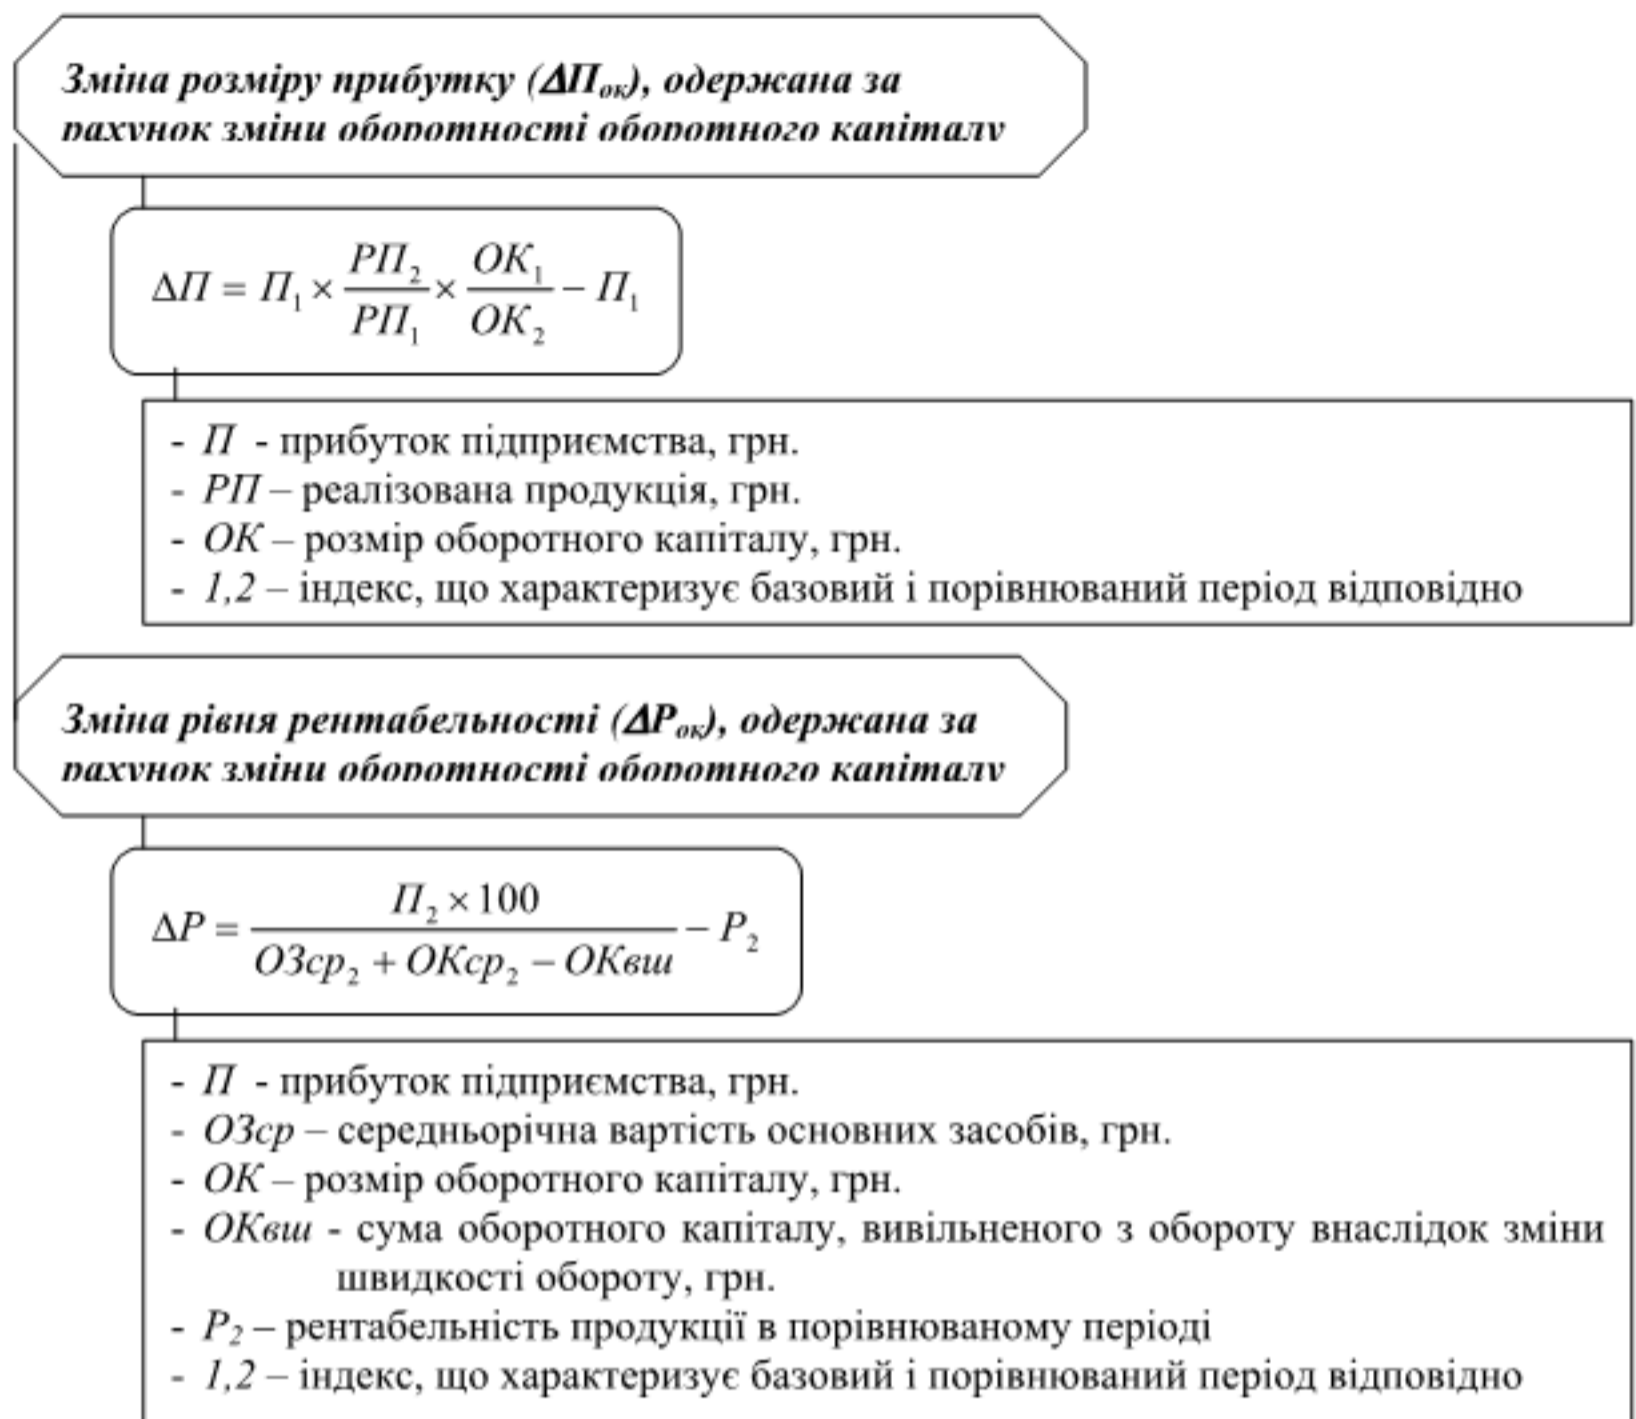 Зміна розміру прибутку (ΔПок), одержана за
рахунок зміни оборотності оборотного капіталу
ΔП = П₁ × РП₂/РП₁ × ОК₁/ОК₂ − П₁
- П - прибуток підприємства, грн.
- РП – реалізована продукція, грн.
- ОК – розмір оборотного капіталу, грн.
- 1,2 – індекс, що характеризує базовий і порівнюваний період відповідно
Зміна рівня рентабельності (ΔРок), одержана за
рахунок зміни оборотності оборотного капіталу
ΔР = П₂ × 100 / ОЗср₂ + ОКср₂ − ОКвш − Р₂
- П - прибуток підприємства, грн.
- ОЗср – середньорічна вартість основних засобів, грн.
- ОК – розмір оборотного капіталу, грн.
- ОКвш - сума оборотного капіталу, вивільненого з обороту внаслідок зміни
швидкості обороту, грн.
- Р₂ – рентабельність продукції в порівнюваному періоді
- 1,2 – індекс, що характеризує базовий і порівнюваний період відповідно